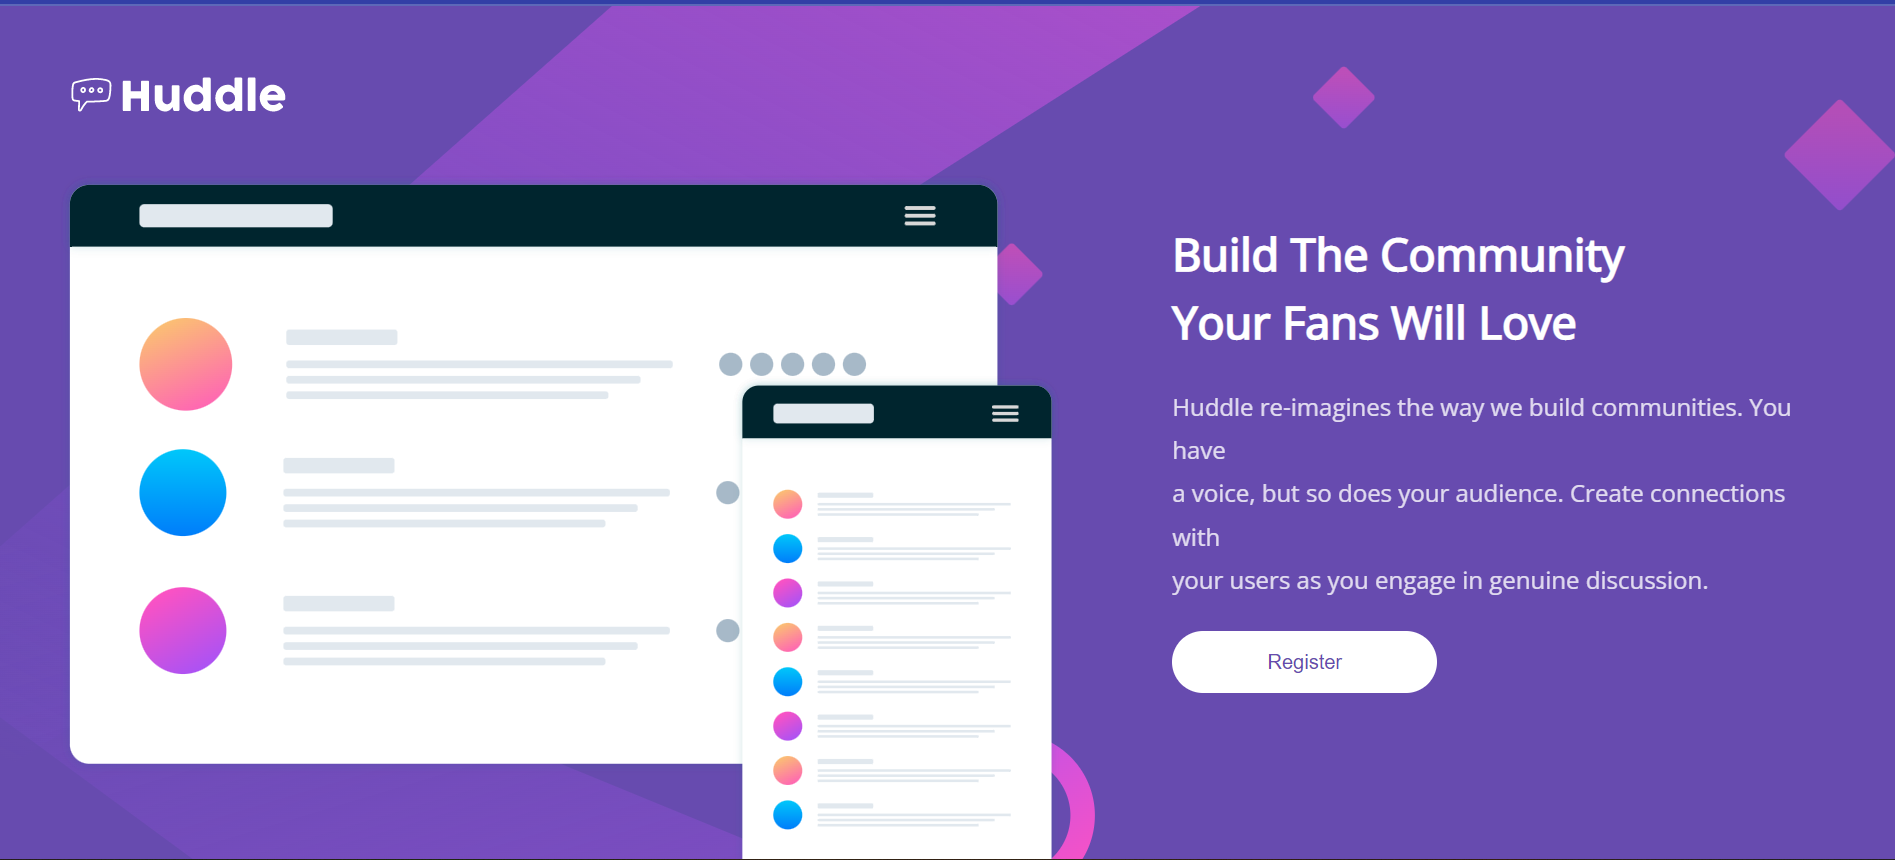 Huddle
Build The Community
Your Fans Will Love
Huddle re-imagines the way we build communities. You
have
a voice, but so does your audience. Create connections
with
your users as you engage in genuine discussion.
Register